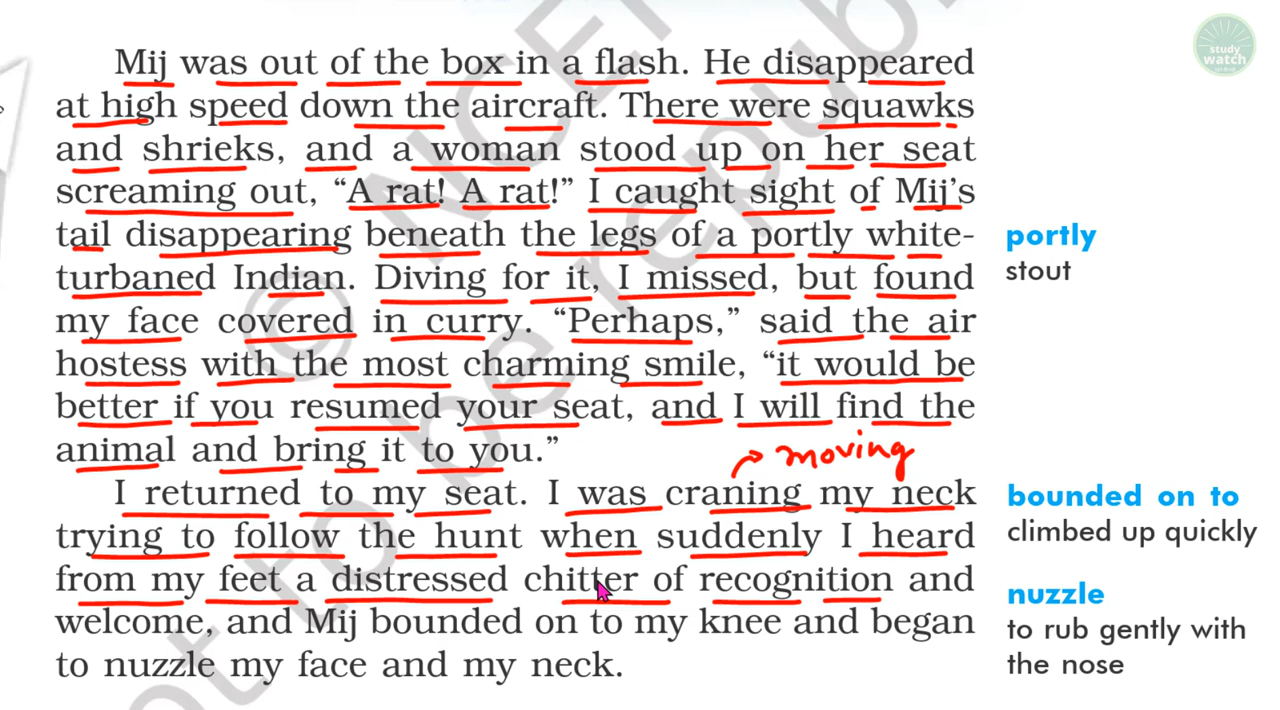 study
watch
Mij was out of the box in a flash. He disappeared
at high speed down the aircraft. There were squawks
and shrieks, and a woman stood up on her seat
screaming out, “A rat! A rat!” I caught sight of Mij’s
tail disappearing beneath the legs of a portly white-
turbaned Indian. Diving for it, I missed, but found
my face covered in curry. “Perhaps,” said the air
hostess with the most charming smile, “it would be
better if you resumed your seat, and I will find the
animal and bring it to you.”
moving
I returned to my seat. I was craning my neck
trying to follow the hunt when suddenly I heard
from my feet a distressed chitter of recognition and
welcome, and Mij bounded on to my knee and began
to nuzzle my face and my neck.
portly
stout
bounded on to
climbed up quickly
nuzzle
to rub gently with
the nose
© NCER
not to be republ